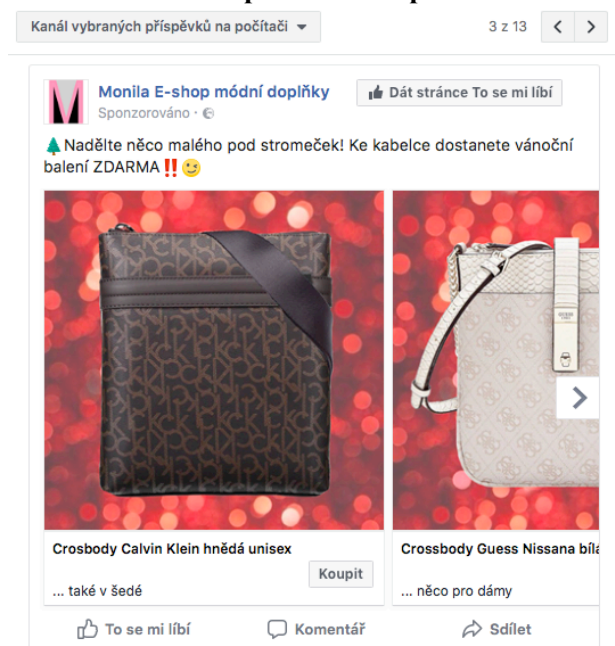 Kanál vybraných příspěvků na počítači
3 z 13
Monila E-shop módní doplňky
Dát stránce To se mi líbí
Sponzorováno ·
🌲Nadělte něco malého pod stromeček! Ke kabelce dostanete vánoční
balení ZDARMA‼️😉
Crosbody Calvin Klein hnědá unisex
Koupit
... také v šedé
Crossbody Guess Nissana bílá
... něco pro dámy
To se mi líbí
Komentář
Sdílet